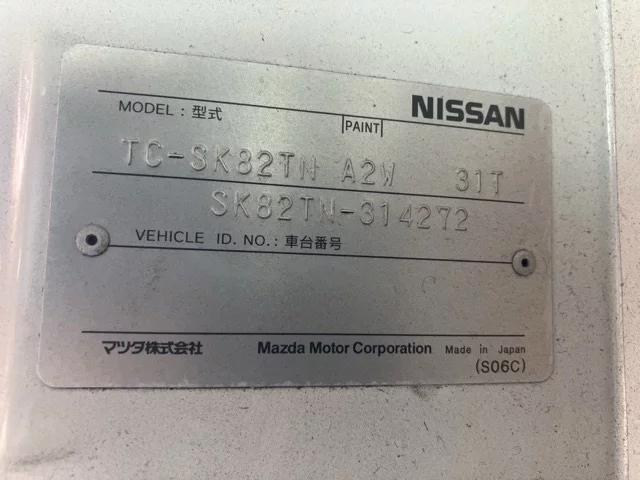 MODEL：型式 PAINT NISSAN
TC-SK82TN A2W 31T
SK82TN-314272
VEHICLE ID. NO.：車台番号
マツダ株式会社 Mazda Motor Corporation Made in Japan
(S06C)